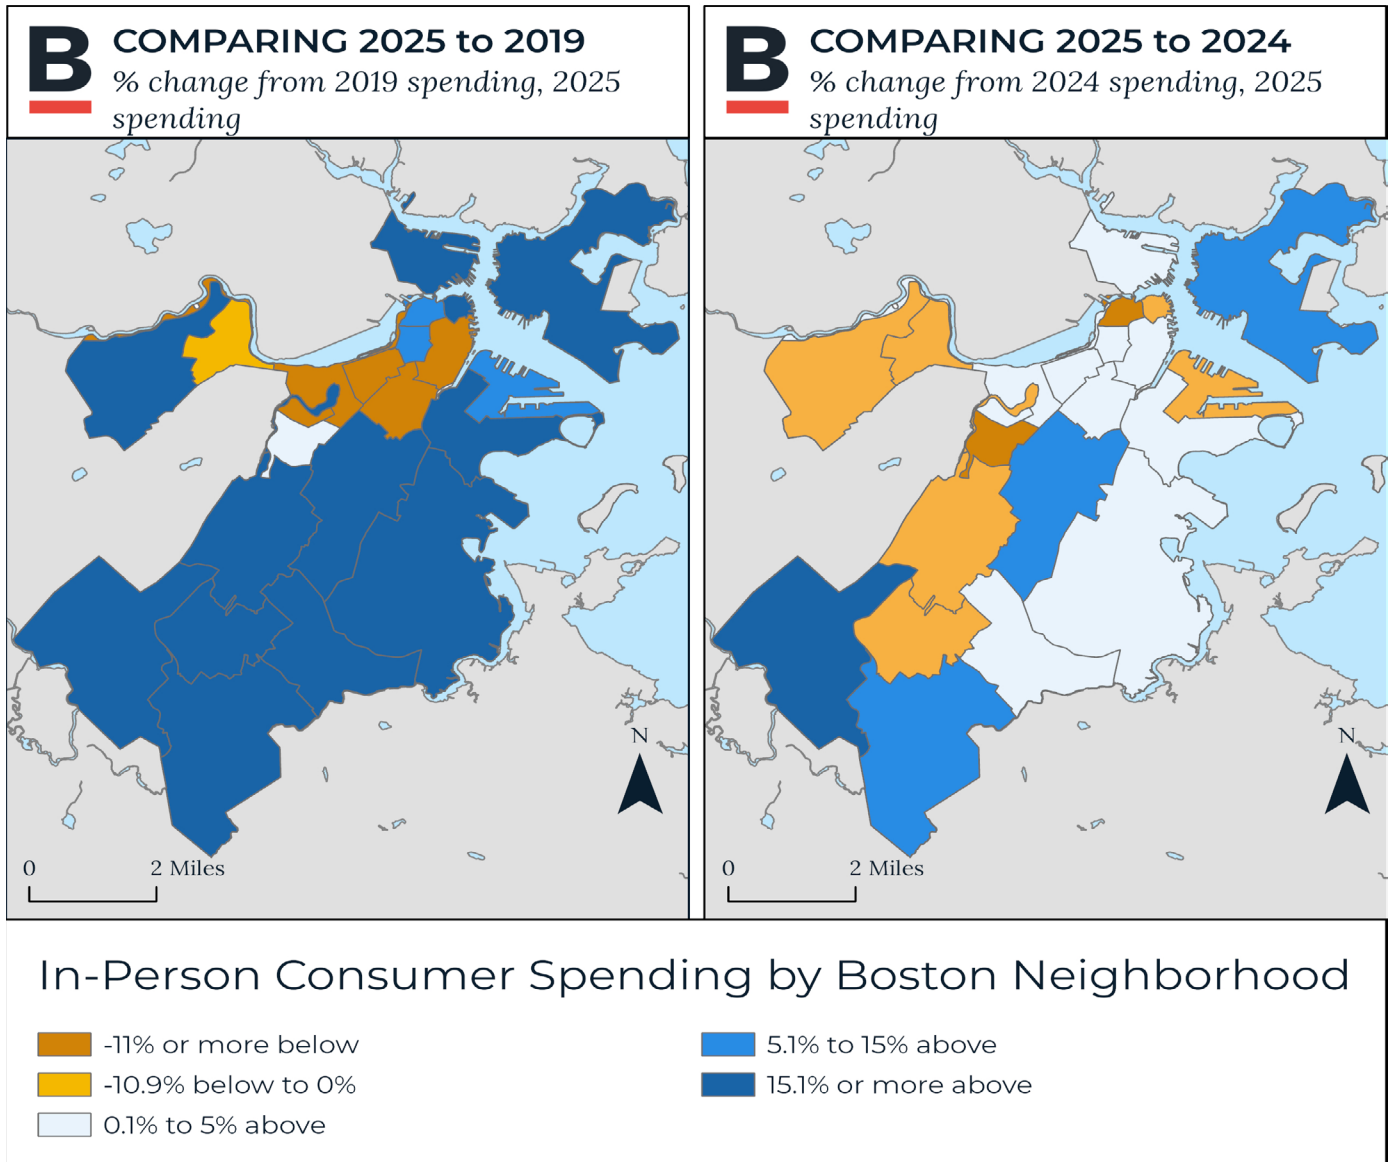 B
COMPARING 2025 to 2019
% change from 2019 spending, 2025
spending
N
0
2 Miles
B
COMPARING 2025 to 2024
% change from 2024 spending, 2025
spending
N
0
2 Miles
In-Person Consumer Spending by Boston Neighborhood
-11% or more below
-10.9% below to 0%
0.1% to 5% above
5.1% to 15% above
15.1% or more above